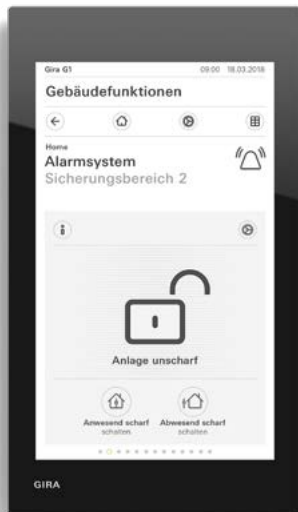 Gira G1 09:00 18.03.2018
Gebäudefunktionen
Home
Alarmsystem
Sicherungsbereich 2
Anlage unscharf
Anwesend scharf Abwesend scharf
schalten schalten
GIRA